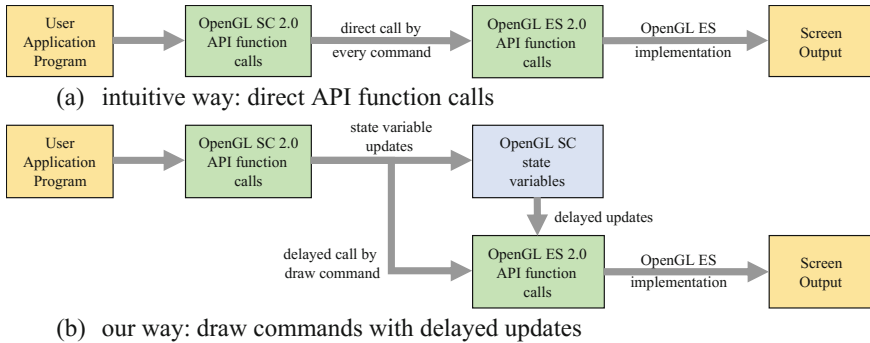 User
Application
Program
OpenGL SC 2.0
API function
calls
direct call by
every command
OpenGL ES 2.0
API function
calls
OpenGL ES
implementation
Screen
Output
(a) intuitive way: direct API function calls
User
Application
Program
OpenGL SC 2.0
API function
calls
state variable
updates
OpenGL SC
state
variables
delayed updates
delayed call by
draw command
OpenGL ES 2.0
API function
calls
OpenGL ES
implementation
Screen
Output
(b) our way: draw commands with delayed updates